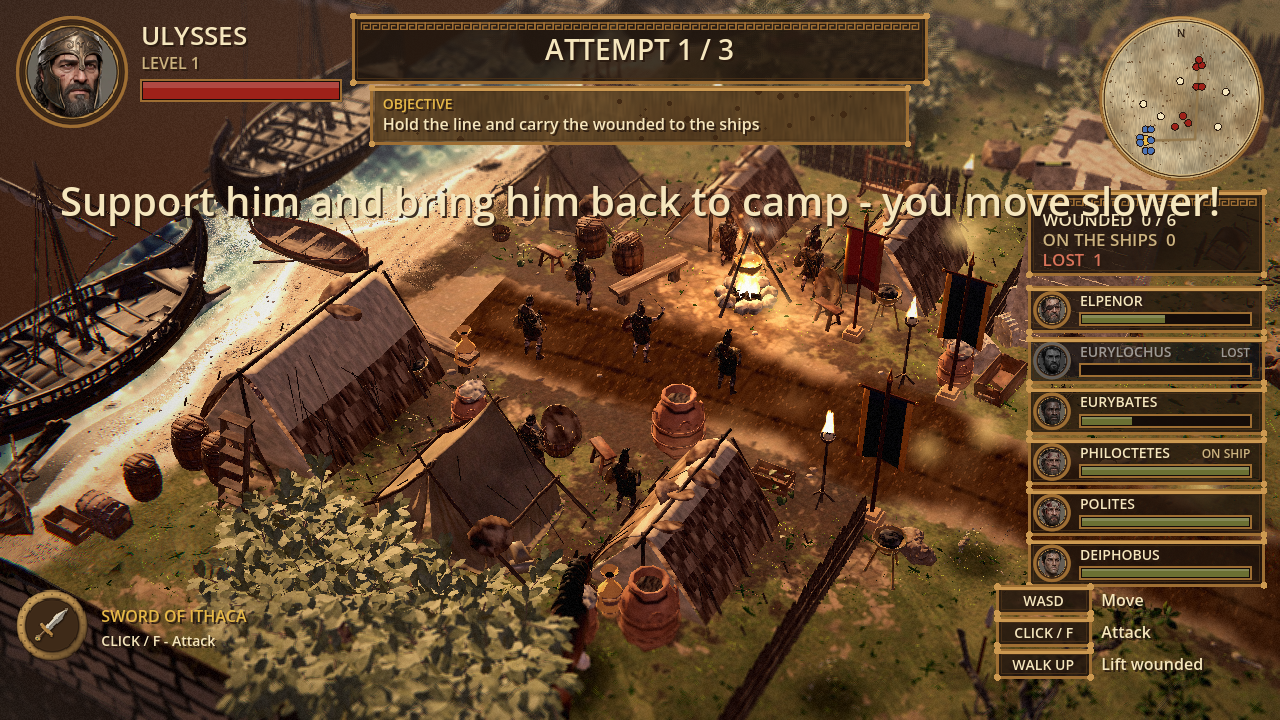 ULYSSES
LEVEL 1
ATTEMPT 1 / 3
OBJECTIVE
Hold the line and carry the wounded to the ships
N
Support him and bring him back to camp - you move slower!
WOUNDED 0 / 6
ON THE SHIPS 0
LOST 1
ELPENOR
EURYLOCHUS LOST
EURYBATES
PHILOCTETES ON SHIP
POLITES
DEIPHOBUS
SWORD OF ITHACA
CLICK / F - Attack
WASD Move
CLICK / F Attack
WALK UP Lift wounded